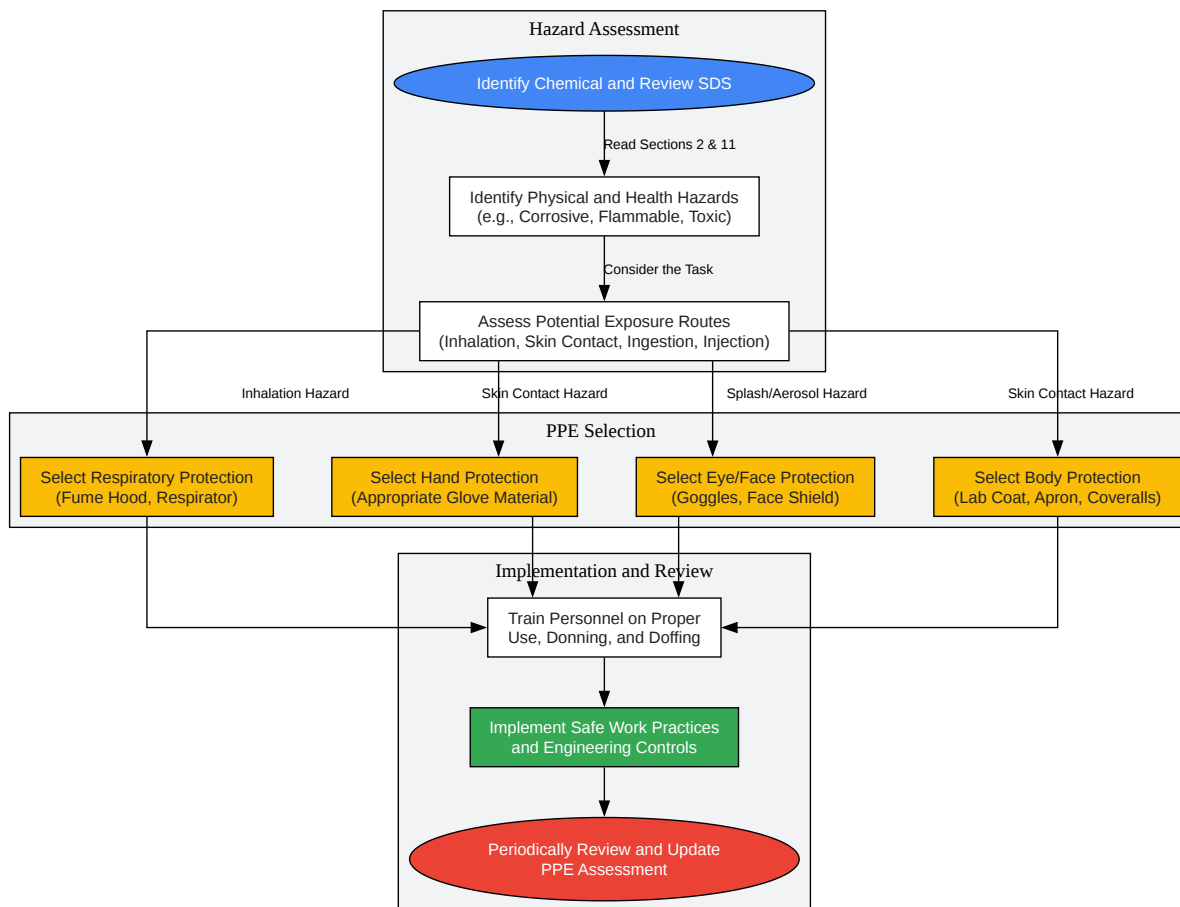 Hazard Assessment
Identify Chemical and Review SDS
Read Sections 2 & 11
Identify Physical and Health Hazards
(e.g., Corrosive, Flammable, Toxic)
Consider the Task
Assess Potential Exposure Routes
(Inhalation, Skin Contact, Ingestion, Injection)
Inhalation Hazard
Skin Contact Hazard
Splash/Aerosol Hazard
Skin Contact Hazard
PPE Selection
Select Respiratory Protection
(Fume Hood, Respirator)
Select Hand Protection
(Appropriate Glove Material)
Select Eye/Face Protection
(Goggles, Face Shield)
Select Body Protection
(Lab Coat, Apron, Coveralls)
Implementation and Review
Train Personnel on Proper
Use, Donning, and Doffing
Implement Safe Work Practices
and Engineering Controls
Periodically Review and Update
PPE Assessment